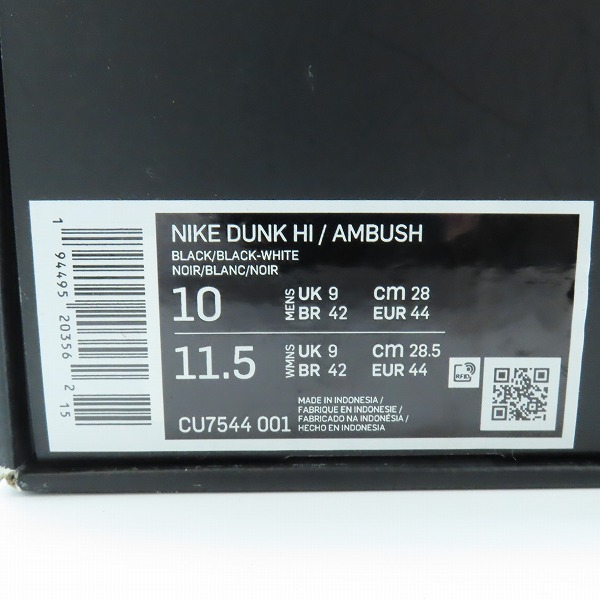 NIKE DUNK HI / AMBUSH
BLACK/BLACK-WHITE
NOIR/BLANC/NOIR
10 MENS UK 9 cm 28
BR 42 EUR 44
11.5 WMNS UK 9 cm 28.5
BR 42 EUR 44
CU7544 001
MADE IN INDONESIA /
FABRIQUE EN INDONESIE /
FABRICADO NA INDONÉSIA /
HECHO EN INDONESIA
RFID
1 94495 20356 2 15